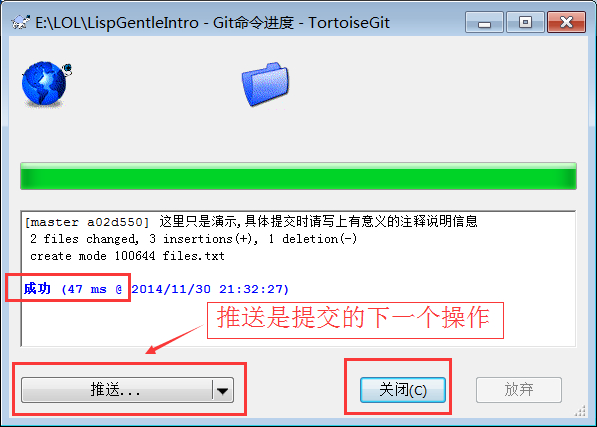 E:\LOL\LispGentleIntro - Git命令进度 - TortoiseGit
[master a02d550] 这里只是演示,具体提交时请写上有意义的注释说明信息
2 files changed, 3 insertions(+), 1 deletion(-)
create mode 100644 files.txt
成功 (47 ms @ 2014/11/30 21:32:27)
推送是提交的下一个操作
推送...
关闭(C)
放弃